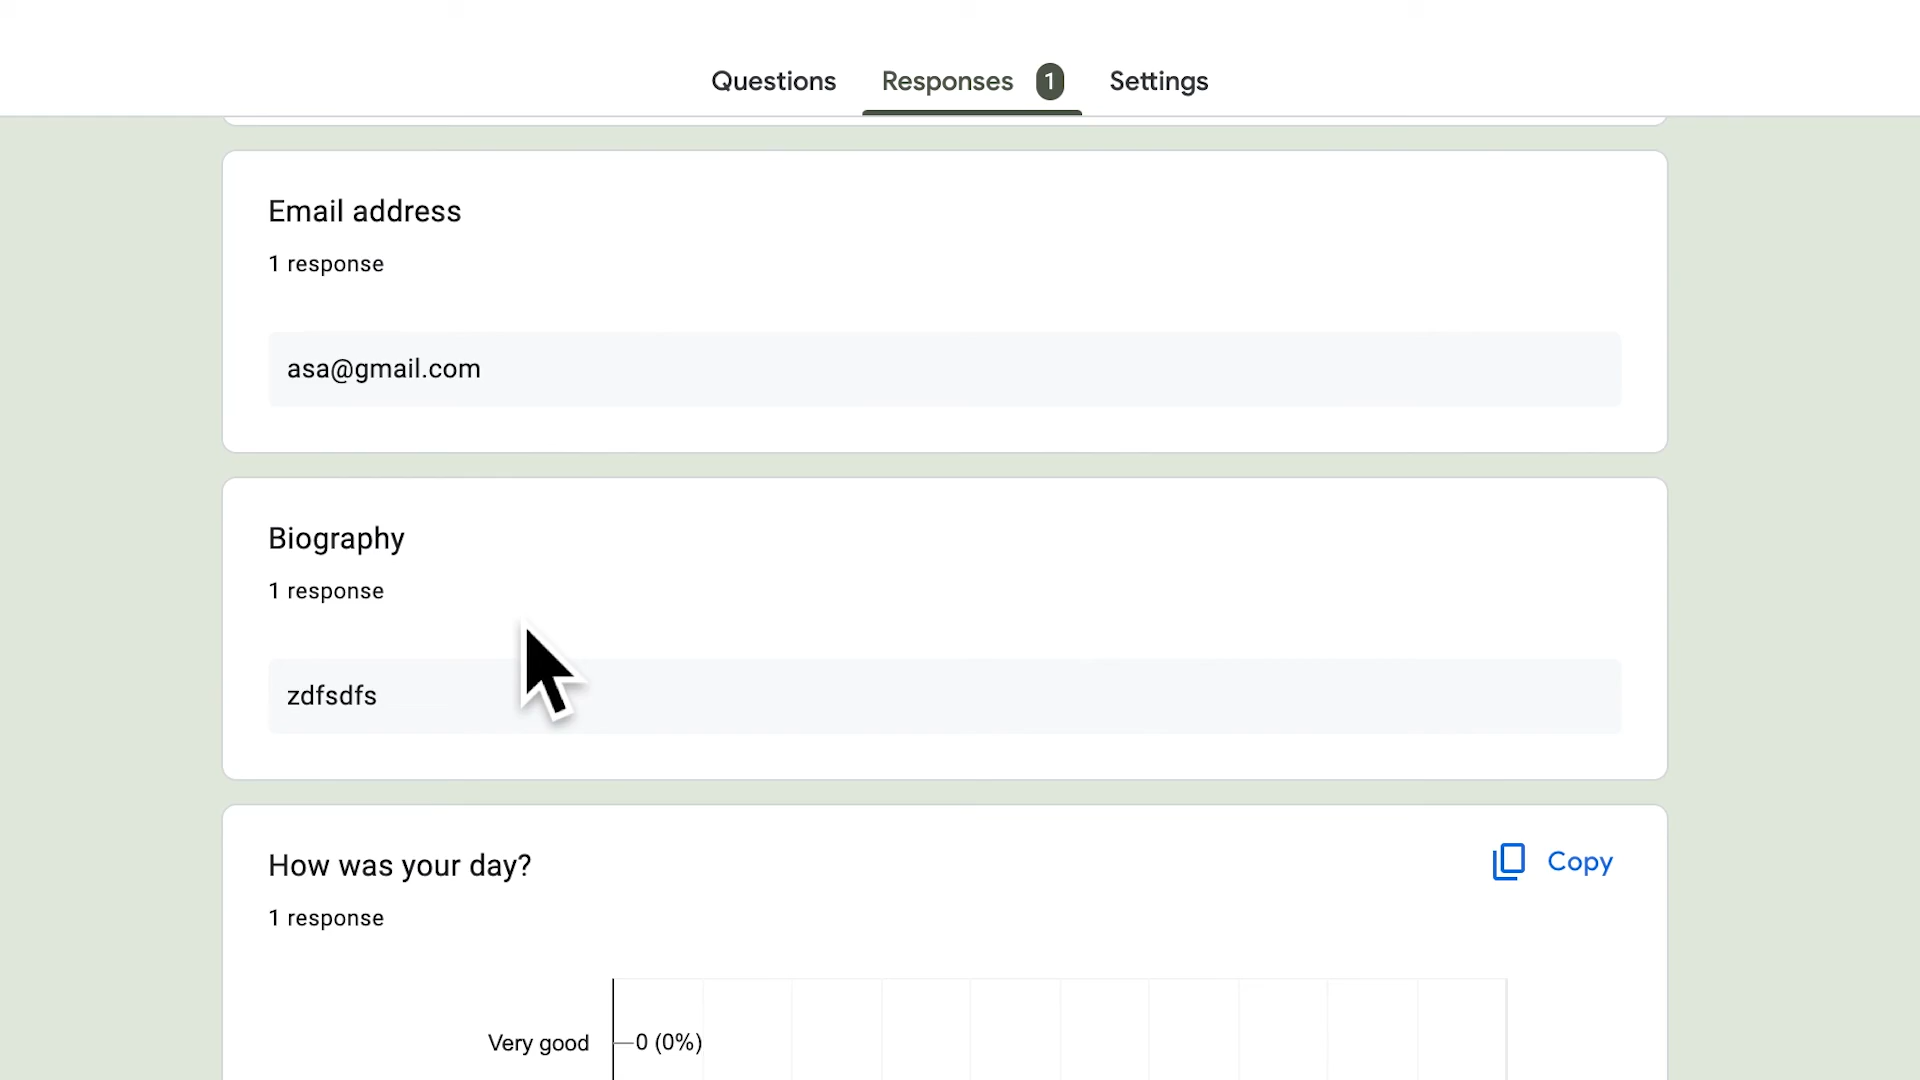 Questions Responses 1 Settings
Email address
1 response
asa@gmail.com
Biography
1 response
zdfsdfs
How was your day?
Copy
1 response
Very good 0 (0%)